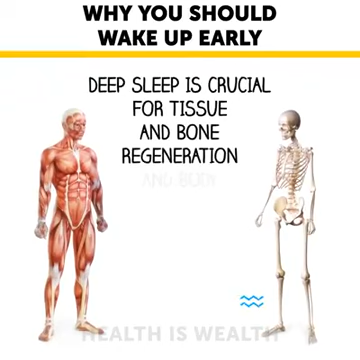 WHY YOU SHOULD
WAKE UP EARLY
DEEP SLEEP IS CRUCIAL
FOR TISSUE
AND BONE
REGENERATION
AND BODY
HEALTH IS WEALTH